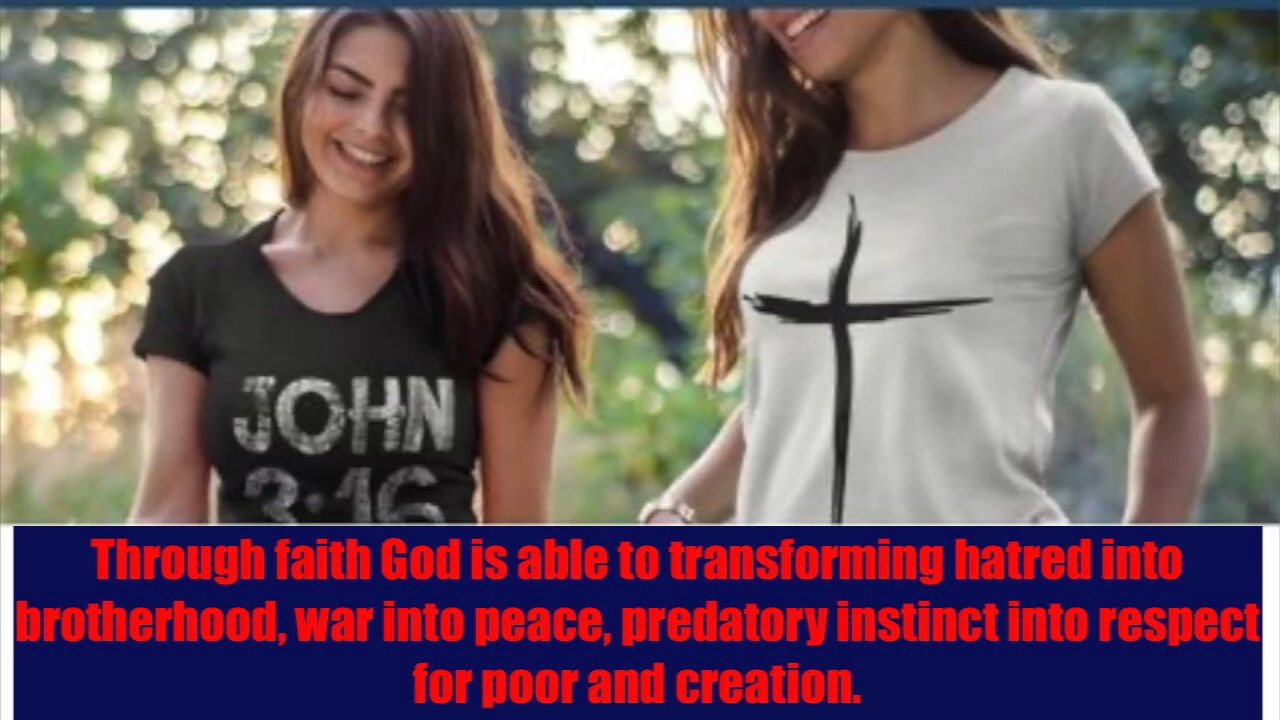 JOHN
3:16
Through faith God is able to transforming hatred into
brotherhood, war into peace, predatory instinct into respect
for poor and creation.